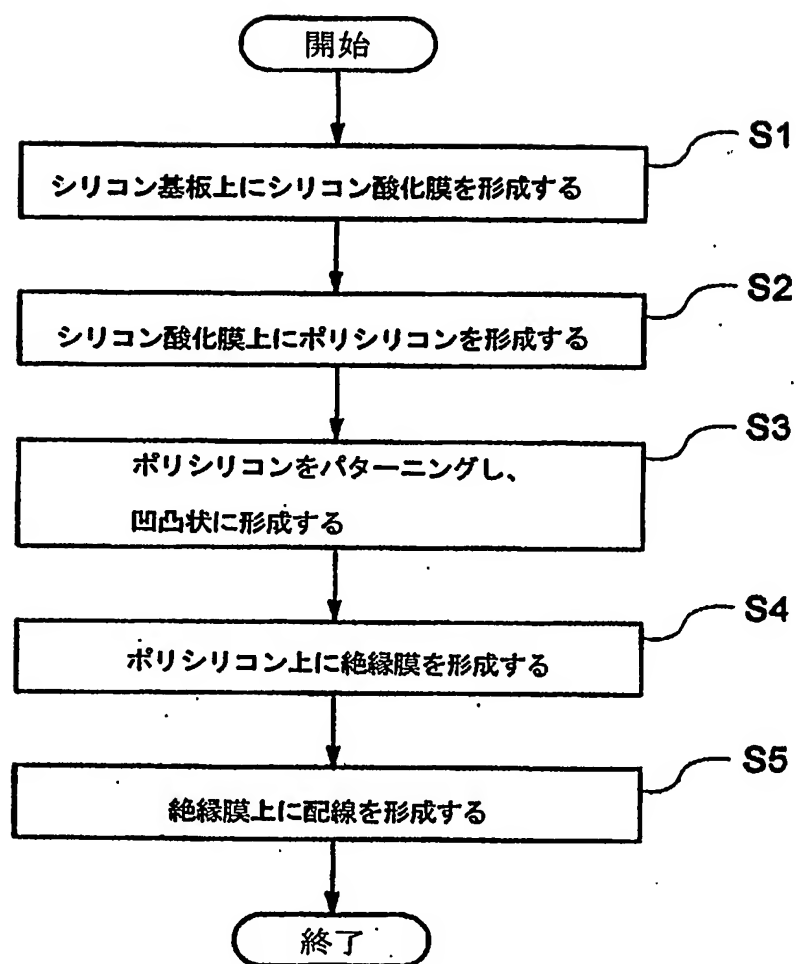 開始
S1
シリコン基板上にシリコン酸化膜を形成する
S2
シリコン酸化膜上にポリシリコンを形成する
S3
ポリシリコンをパターニングし、
凹凸状に形成する
S4
ポリシリコン上に絶縁膜を形成する
S5
絶縁膜上に配線を形成する
終了